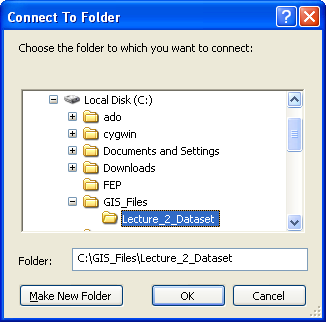 Connect To Folder
Choose the folder to which you want to connect:
Local Disk (C:)
ado
cygwin
Documents and Settings
Downloads
FEP
GIS_Files
Lecture_2_Dataset
Folder: C:\GIS_Files\Lecture_2_Dataset
Make New Folder OK Cancel